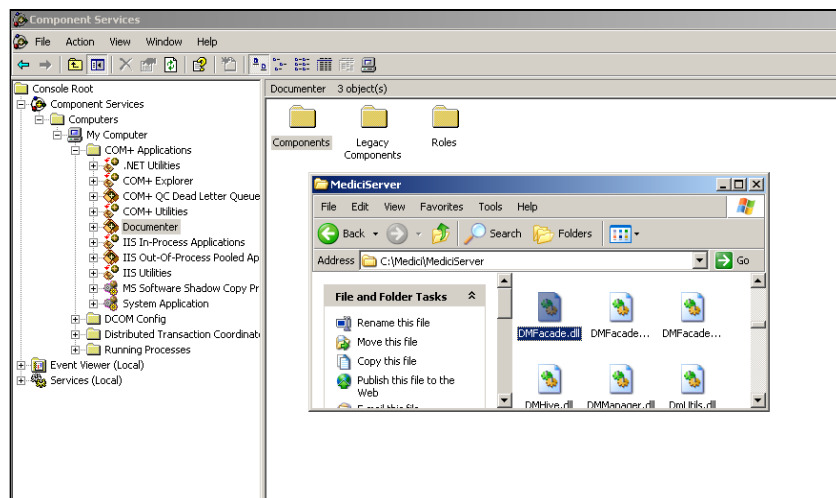 Component Services
File Action View Window Help
Console Root
Component Services
Computers
My Computer
COM+ Applications
.NET Utilities
COM+ Explorer
COM+ QC Dead Letter Queue
COM+ Utilities
Documenter
IIS In-Process Applications
IIS Out-Of-Process Pooled Ap
IIS Utilities
MS Software Shadow Copy Pr
System Application
DCOM Config
Distributed Transaction Coordinat
Running Processes
Event Viewer (Local)
Services (Local)
Documenter 3 object(s)
Components
Legacy
Components
Roles
MediciServer
File Edit View Favorites Tools Help
Back Search Folders
Address C:\Medici\MediciServer Go
File and Folder Tasks
Rename this file
Move this file
Copy this file
Publish this file to the
Web
E-mail this file
DMFacade.dll DMFacade... DMFacade...
DMHive.dll DMManager.dll DmUtils.dll